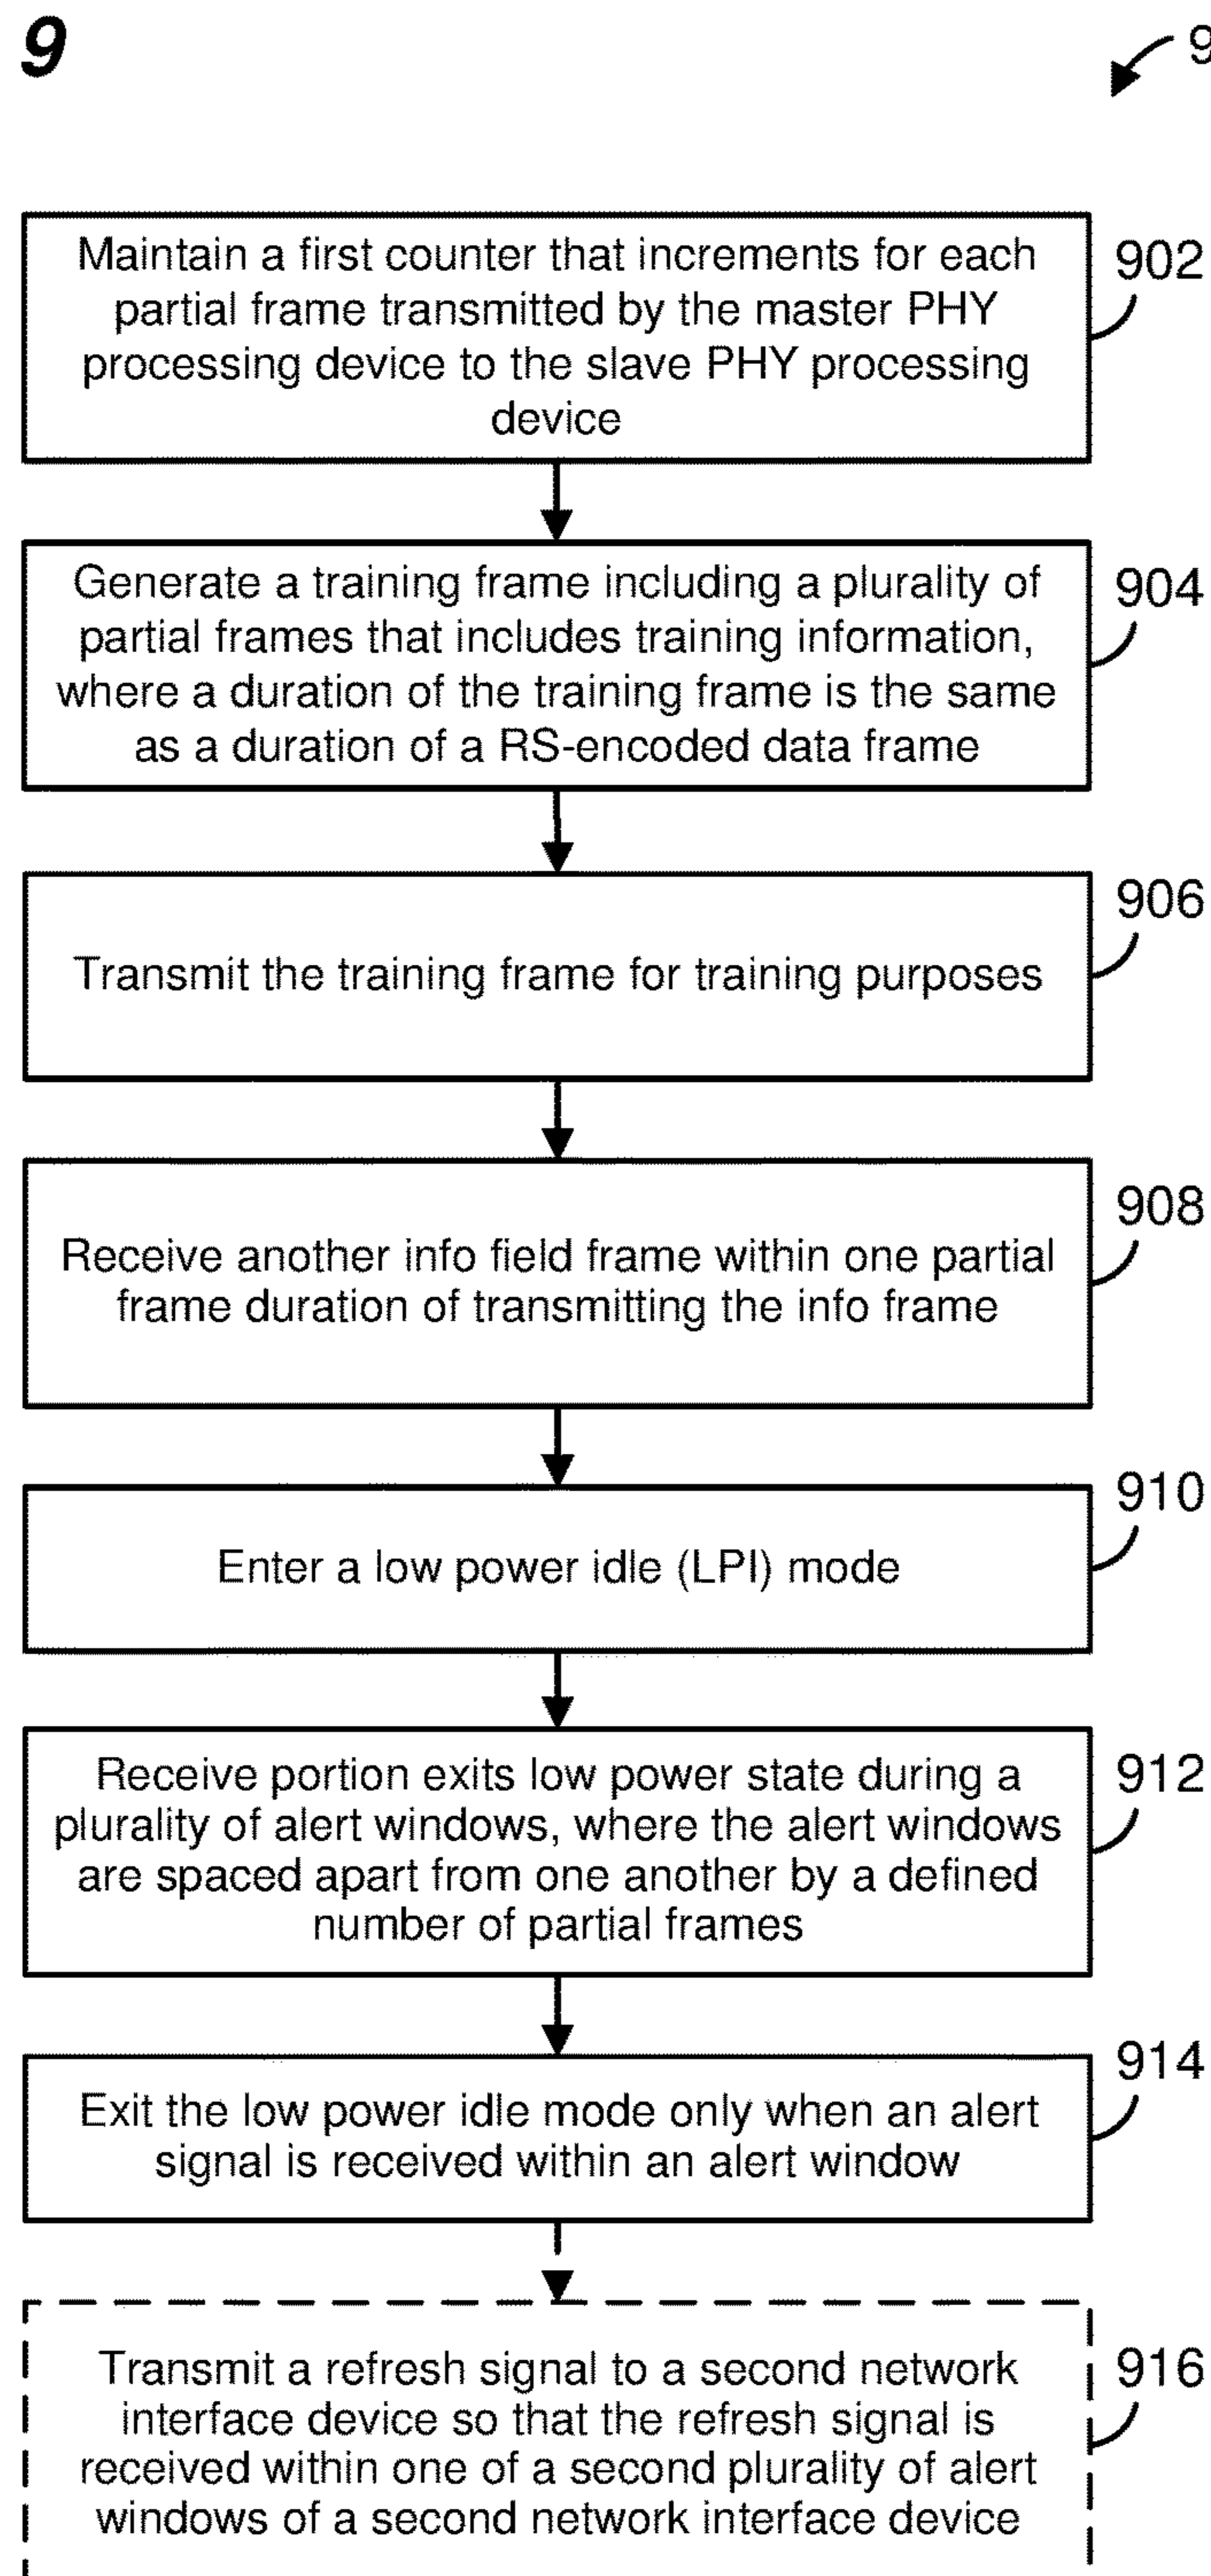 9
9
Maintain a first counter that increments for each
partial frame transmitted by the master PHY
processing device to the slave PHY processing
device
902
Generate a training frame including a plurality of
partial frames that includes training information,
where a duration of the training frame is the same
as a duration of a RS-encoded data frame
904
Transmit the training frame for training purposes
906
Receive another info field frame within one partial
frame duration of transmitting the info frame
908
Enter a low power idle (LPI) mode
910
Receive portion exits low power state during a
plurality of alert windows, where the alert windows
are spaced apart from one another by a defined
number of partial frames
912
Exit the low power idle mode only when an alert
signal is received within an alert window
914
Transmit a refresh signal to a second network
interface device so that the refresh signal is
received within one of a second plurality of alert
windows of a second network interface device
916